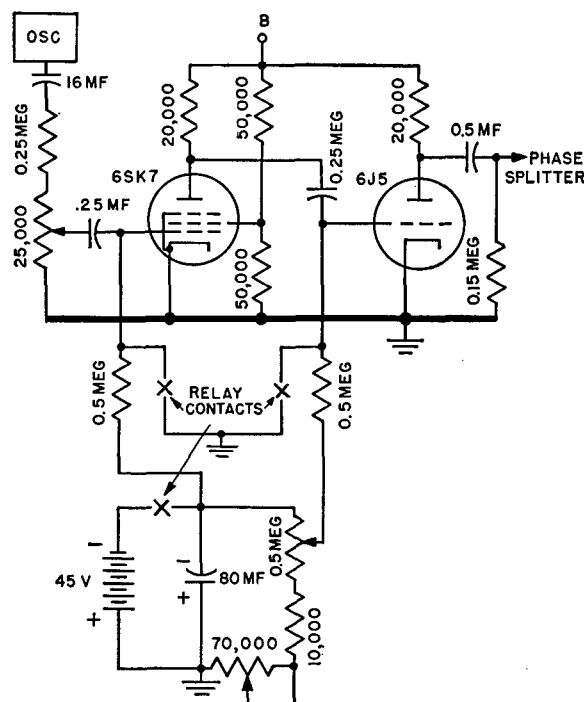 B
OSC
16 MF
0.25 MEG
25,000
.25 MF
20,000
50,000
6SK7
50,000
0.25 MEG
20,000
6J5
0.5 MF
PHASE
SPLITTER
0.15 MEG
0.5 MEG
RELAY
CONTACTS
0.5 MEG
-
45 V
+
-
80 MF
+
0.5 MEG
10,000
70,000